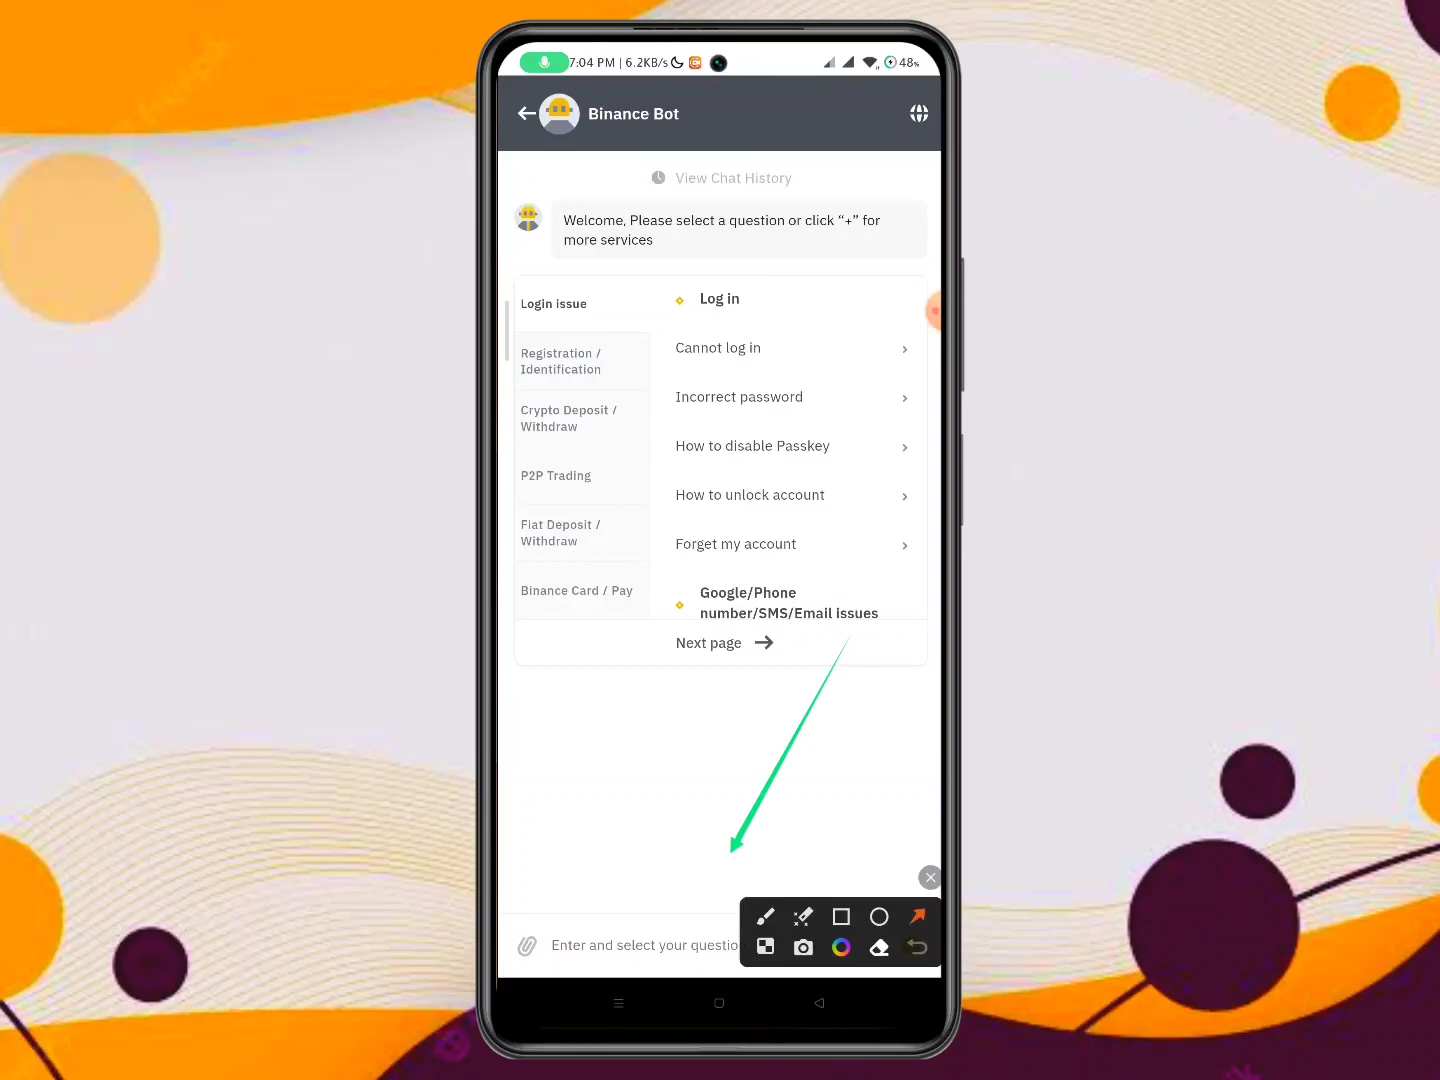 7:04 PM | 6.2KB/s
48%
Binance Bot
View Chat History
Welcome, Please select a question or click “+” for
more services
Login issue
Registration /
Identification
Crypto Deposit /
Withdraw
P2P Trading
Fiat Deposit /
Withdraw
Binance Card / Pay
Log in
Cannot log in
Incorrect password
How to disable Passkey
How to unlock account
Forget my account
Google/Phone
number/SMS/Email issues
Next page
Enter and select your questio